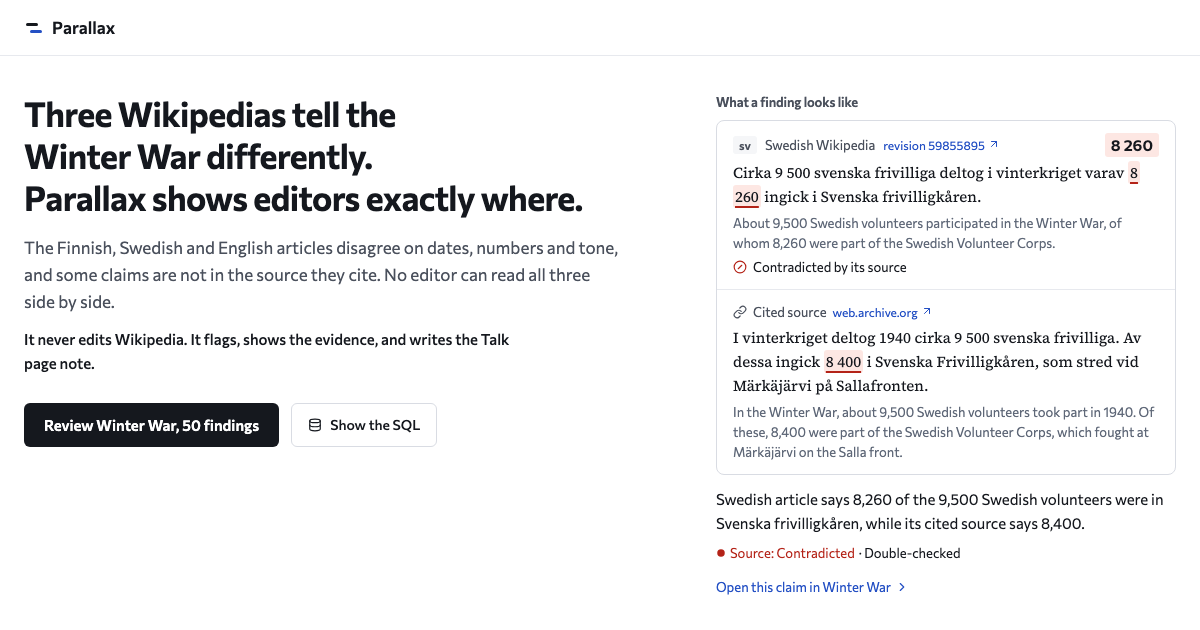 Parallax
Three Wikipedias tell the
Winter War differently.
Parallax shows editors exactly where.
The Finnish, Swedish and English articles disagree on dates, numbers and tone,
and some claims are not in the source they cite. No editor can read all three
side by side.
It never edits Wikipedia. It flags, shows the evidence, and writes the Talk
page note.
Review Winter War, 50 findings
Show the SQL
What a finding looks like
sv Swedish Wikipedia revision 59855895 ↗ 8 260
Cirka 9 500 svenska frivilliga deltog i vinterkriget varav 8
260 ingick i Svenska frivilligkåren.
About 9,500 Swedish volunteers participated in the Winter War, of
whom 8,260 were part of the Swedish Volunteer Corps.
Contradicted by its source
Cited source web.archive.org ↗
I vinterkriget deltog 1940 cirka 9 500 svenska frivilliga. Av
dessa ingick 8 400 i Svenska Frivilligkåren, som stred vid
Märkäjärvi på Sallafronten.
In the Winter War, about 9,500 Swedish volunteers took part in 1940. Of
these, 8,400 were part of the Swedish Volunteer Corps, which fought at
Märkäjärvi on the Salla front.
Swedish article says 8,260 of the 9,500 Swedish volunteers were in
Svenska frivilligkåren, while its cited source says 8,400.
Source: Contradicted · Double-checked
Open this claim in Winter War